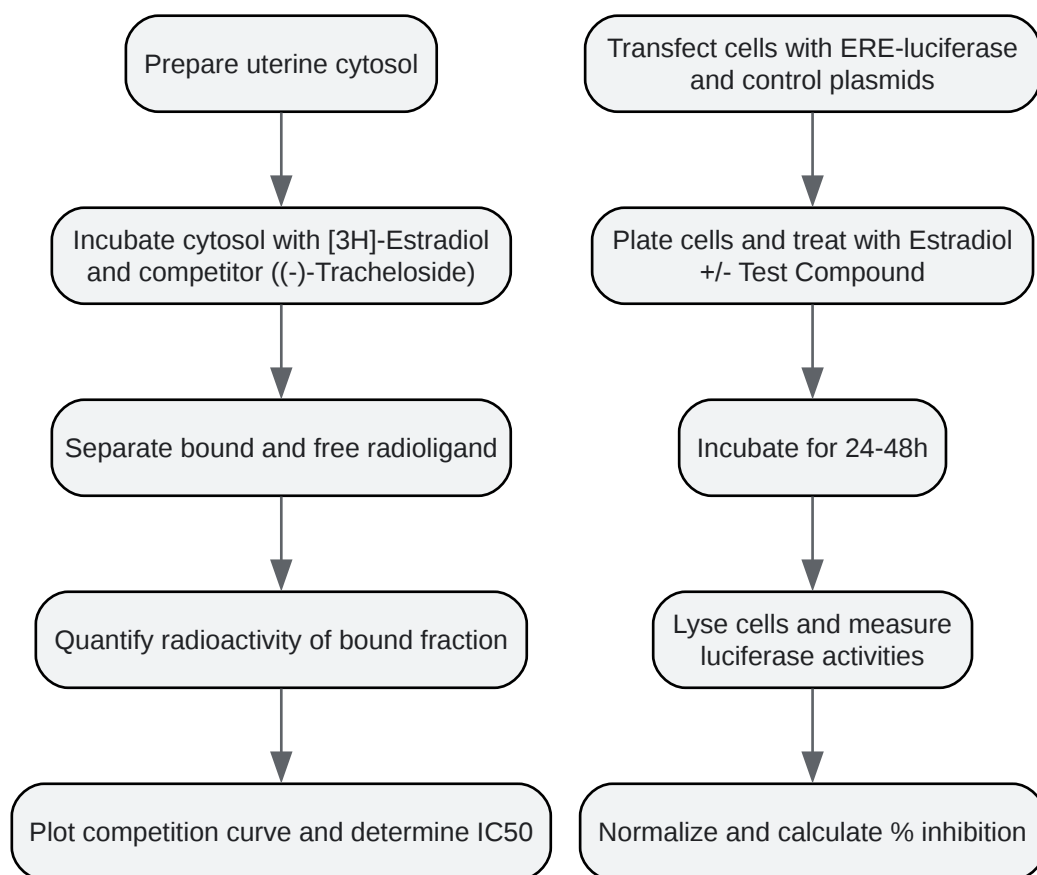 Prepare uterine cytosol
Incubate cytosol with [3H]-Estradiol
and competitor ((-)-Tracheloside)
Separate bound and free radioligand
Quantify radioactivity of bound fraction
Plot competition curve and determine IC50
Transfect cells with ERE-luciferase
and control plasmids
Plate cells and treat with Estradiol
+/- Test Compound
Incubate for 24-48h
Lyse cells and measure
luciferase activities
Normalize and calculate % inhibition